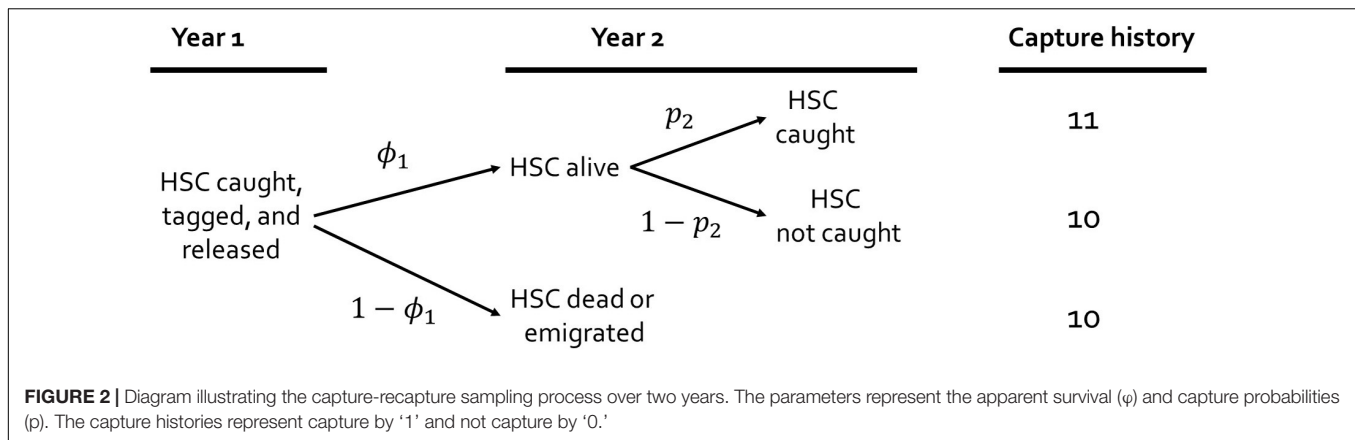 Year 1
Year 2
Capture history
HSC caught,
tagged, and
released
ϕ₁
1 − ϕ₁
HSC alive
HSC dead or
emigrated
p₂
1 − p₂
HSC
caught
HSC
not caught
11
10
10
FIGURE 2 | Diagram illustrating the capture-recapture sampling process over two years. The parameters represent the apparent survival (φ) and capture probabilities
(p). The capture histories represent capture by ‘1’ and not capture by ‘0.’